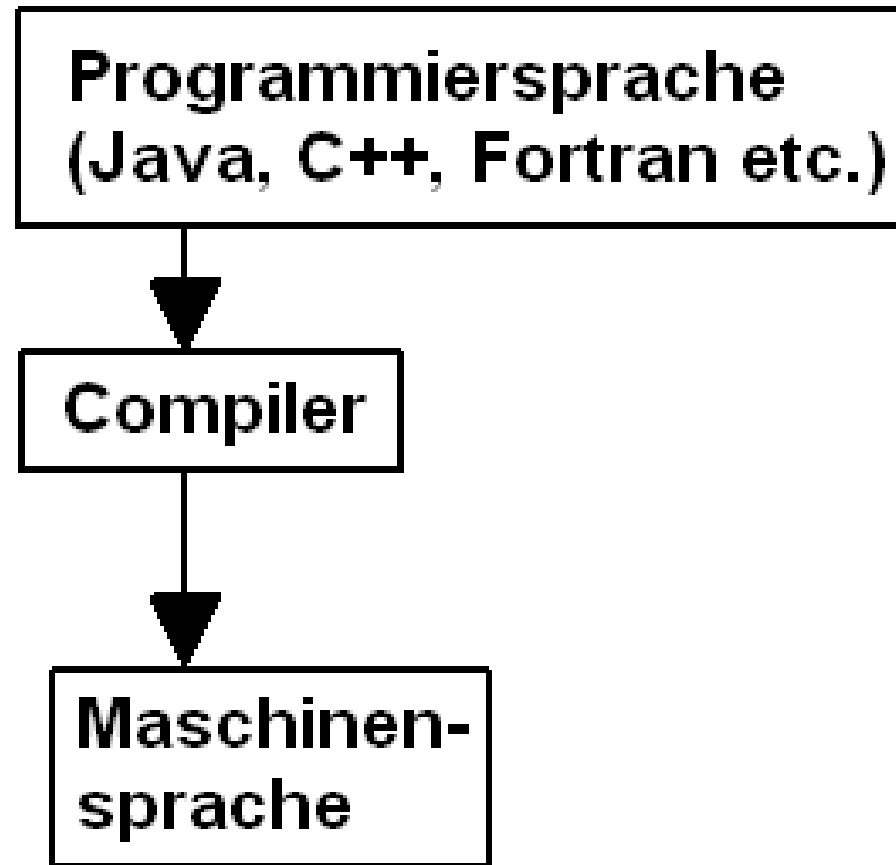 Programmiersprache
(Java, C++, Fortran etc.)
Compiler
Maschinen-
sprache